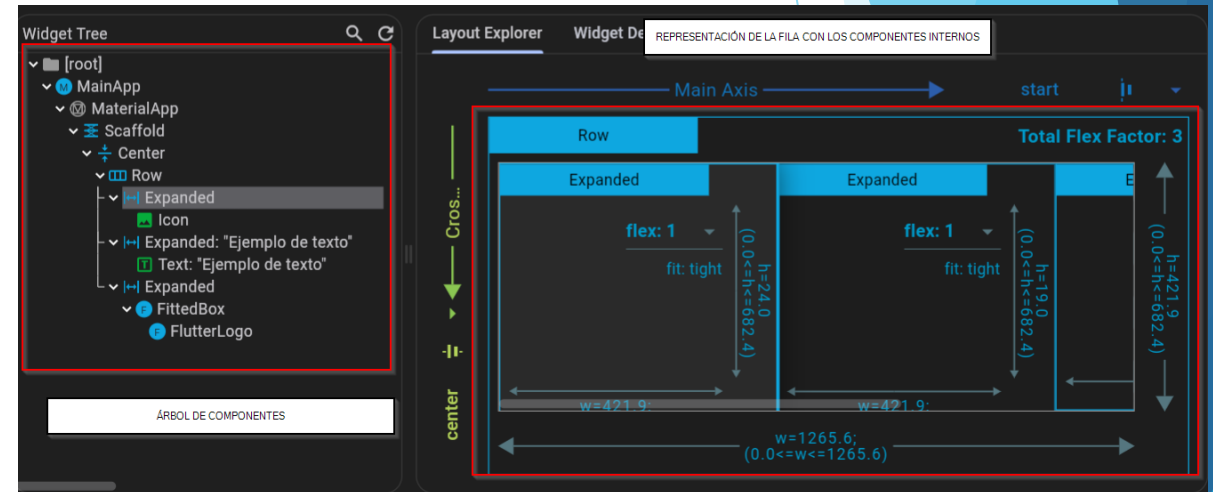 Widget Tree
[root]
MainApp
MaterialApp
Scaffold
Center
Row
Expanded
Icon
Expanded: "Ejemplo de texto"
Text: "Ejemplo de texto"
Expanded
FittedBox
FlutterLogo
ÁRBOL DE COMPONENTES
Layout Explorer
Widget De
REPRESENTACIÓN DE LA FILA CON LOS COMPONENTES INTERNOS
Main Axis
start
Cros...
center
Row
Total Flex Factor: 3
Expanded
flex: 1
fit: tight
h=24.0
(0.0<=h<=682.4)
w=421.9;
Expanded
flex: 1
fit: tight
h=19.0
(0.0<=h<=682.4)
w=421.9;
E
h=421.9
(0.0<=h<=682.4)
w=1265.6;
(0.0<=w<=1265.6)